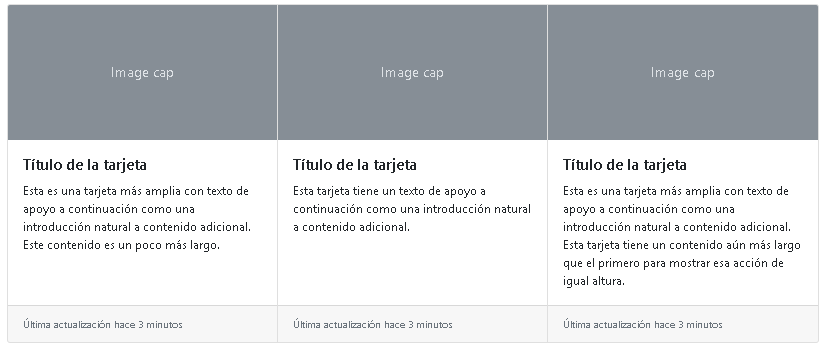 Image cap
Image cap
Image cap
Título de la tarjeta
Esta es una tarjeta más amplia con texto de
apoyo a continuación como una
introducción natural a contenido adicional.
Este contenido es un poco más largo.
Título de la tarjeta
Esta tarjeta tiene un texto de apoyo a
continuación como una introducción natural
a contenido adicional.
Título de la tarjeta
Esta es una tarjeta más amplia con texto de
apoyo a continuación como una
introducción natural a contenido adicional.
Esta tarjeta tiene un contenido aún más largo
que el primero para mostrar esa acción de
igual altura.
Última actualización hace 3 minutos
Última actualización hace 3 minutos
Última actualización hace 3 minutos